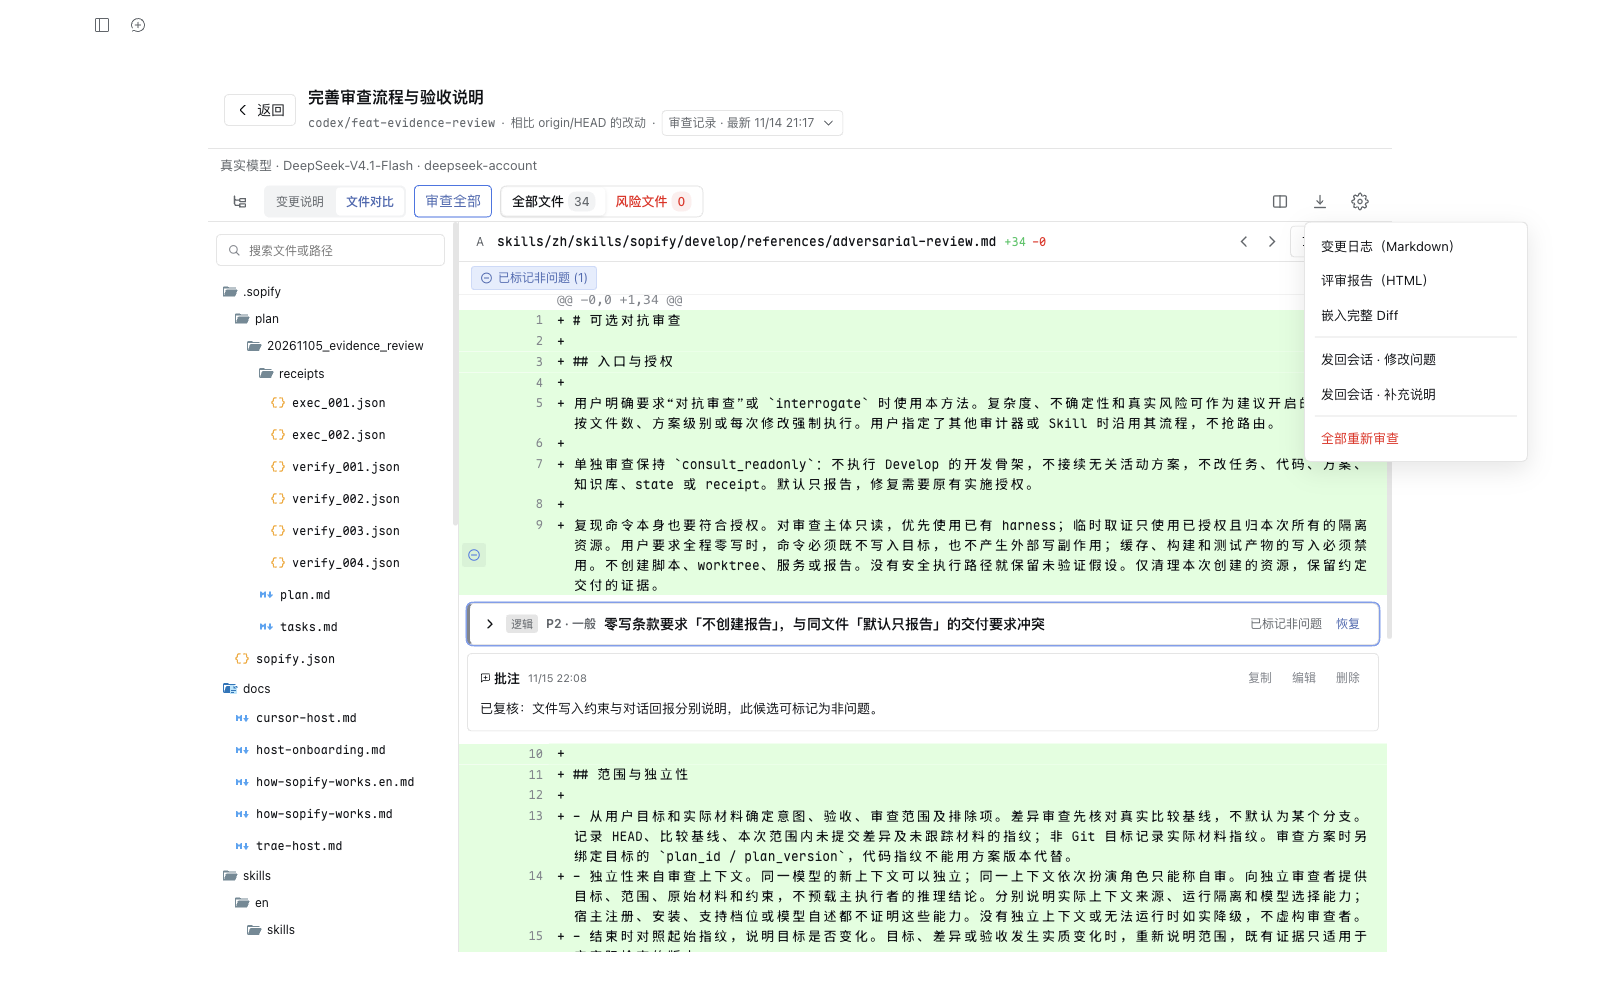 返回
完善审查流程与验收说明
codex/feat-evidence-review · 相比 origin/HEAD 的改动 · 审查记录 · 最新 11/14 21:17
真实模型 · DeepSeek-V4.1-Flash · deepseek-account
变更说明 文件对比 审查全部 全部文件 34 风险文件 0
搜索文件或路径
.sopify
plan
20261105_evidence_review
receipts
exec_001.json
exec_002.json
verify_001.json
verify_002.json
verify_003.json
verify_004.json
plan.md
tasks.md
sopify.json
docs
cursor-host.md
host-onboarding.md
how-sopify-works.en.md
how-sopify-works.md
trae-host.md
skills
en
skills
A skills/zh/skills/sopify/develop/references/adversarial-review.md +34 -0
已标记非问题 (1)
@@ -0,0 +1,34 @@
1 + # 可选对抗审查
2 +
3 + ## 入口与授权
4 +
5 + 用户明确要求“对抗审查”或 `interrogate` 时使用本方法。复杂度、不确定性和真实风险可作为建议开启的
按文件数、方案级别或每次修改强制执行。用户指定了其他审计器或 Skill 时沿用其流程，不抢路由。
6 +
7 + 单独审查保持 `consult_readonly`：不执行 Develop 的开发骨架，不接续无关活动方案，不改任务、代码、方案、
知识库、state 或 receipt。默认只报告，修复需要原有实施授权。
8 +
9 + 复现命令本身也要符合授权。对审查主体只读，优先使用已有 harness；临时取证只使用已授权且归本次所有的隔离
资源。用户要求全程零写时，命令必须既不写入目标，也不产生外部写副作用；缓存、构建和测试产物的写入必须禁
用。不创建脚本、worktree、服务或报告。没有安全执行路径就保留未验证假设。仅清理本次创建的资源，保留约定
交付的证据。
逻辑 P2 · 一般 零写条款要求「不创建报告」，与同文件「默认只报告」的交付要求冲突 已标记非问题 恢复
批注 11/15 22:08 复制 编辑 删除
已复核：文件写入约束与对话回报分别说明，此候选可标记为非问题。
10 +
11 + ## 范围与独立性
12 +
13 + - 从用户目标和实际材料确定意图、验收、审查范围及排除项。差异审查先核对真实比较基线，不默认为某个分支。
记录 HEAD、比较基线、本次范围内未提交差异及未跟踪材料的指纹；非 Git 目标记录实际材料指纹。审查方案时另
绑定目标的 `plan_id / plan_version`，代码指纹不能用方案版本代替。
14 + - 独立性来自审查上下文。同一模型的新上下文可以独立；同一上下文依次扮演角色只能称自审。向独立审查者提供
目标、范围、原始材料和约束，不预载主执行者的推理结论。分别说明实际上下文来源、运行隔离和模型选择能力；
宿主注册、安装、支持档位或模型自述都不证明这些能力。没有独立上下文或无法运行时如实降级，不虚构审查者。
15 + - 结束时对照起始指纹，说明目标是否变化。目标、差异或验收发生实质变化时，重新说明范围，既有证据只适用于
变更日志（Markdown）
评审报告（HTML）
嵌入完整 Diff
发回会话 · 修改问题
发回会话 · 补充说明
全部重新审查